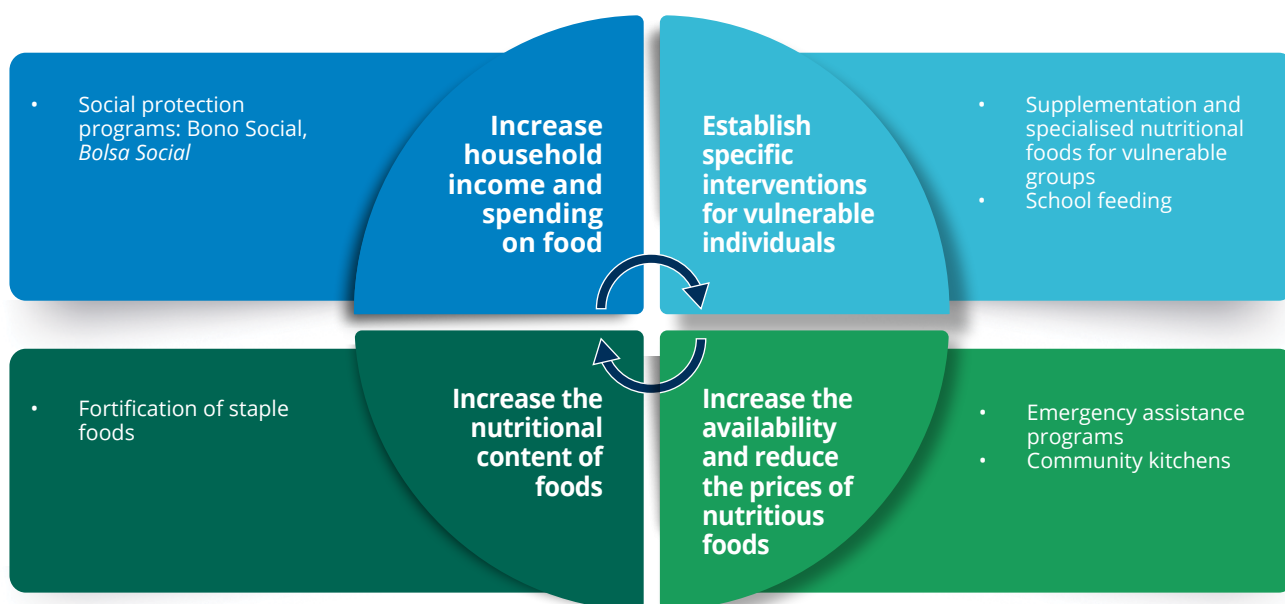 • Social protection
programs: Bono Social,
Bolsa Social
Increase
household
income and
spending
on food
Establish
specific
interventions
for vulnerable
individuals
• Supplementation and
specialised nutritional
foods for vulnerable
groups
• School feeding
• Fortification of staple
foods
Increase the
nutritional
content of
foods
Increase the
availability
and reduce
the prices of
nutritious
foods
• Emergency assistance
programs
• Community kitchens